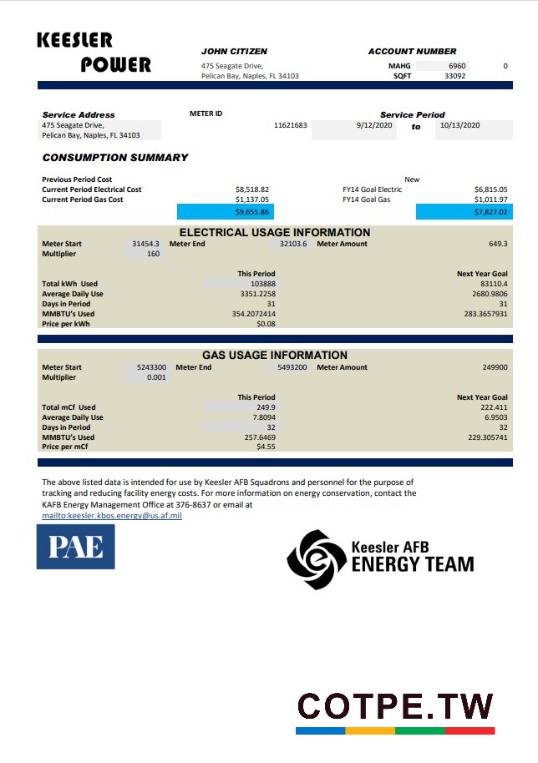 KEESLER
POWER
JOHN CITIZEN ACCOUNT NUMBER
475 Seagate Drive, MAHG 6960 0
Pelican Bay, Naples, FL 34103 SQFT 33092
Service Address METER ID Service Period
475 Seagate Drive, 11621683 9/12/2020 to 10/13/2020
Pelican Bay, Naples, FL 34103
CONSUMPTION SUMMARY
Previous Period Cost New
Current Period Electrical Cost $8,518.82 FY14 Goal Electric $6,815.05
Current Period Gas Cost $1,137.05 FY14 Goal Gas $1,011.97
$9,655.86 $7,827.02
ELECTRICAL USAGE INFORMATION
Meter Start 31454.3 Meter End 32103.6 Meter Amount 649.3
Multiplier 160
This Period Next Year Goal
Total kWh Used 103888 83110.4
Average Daily Use 3351.2258 2680.9806
Days in Period 31 31
MMBTU's Used 354.2072414 283.3657931
Price per kWh $0.08
GAS USAGE INFORMATION
Meter Start 5243300 Meter End 5493200 Meter Amount 249900
Multiplier 0.001
This Period Next Year Goal
Total mCf Used 249.9 222.411
Average Daily Use 7.8094 6.9503
Days in Period 32 32
MMBTU's Used 257.6469 229.305741
Price per mCf $4.55
The above listed data is intended for use by Keesler AFB Squadrons and personnel for the purpose of
tracking and reducing facility energy costs. For more information on energy conservation, contact the
KAFB Energy Management Office at 376-8637 or email at
mailto:keesler.kbos.energy@us.af.mil
PAE
Keesler AFB
ENERGY TEAM
COTPE.TW